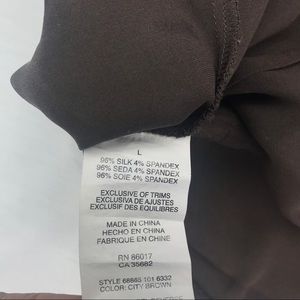 L
96% SILK 4% SPANDEX
96% SEDA 4% SPANDEX
96% SOIE 4% SPANDEX
EXCLUSIVE OF TRIMS
EXCLUSIVA DE AJUSTES
EXCLUSIF DES EQUILIBRES
MADE IN CHINA
HECHO EN CHINA
FABRIQUE EN CHINE
RN 86017
CA 35682
STYLE 68865 101 6332
COLOR: CITY BROWN